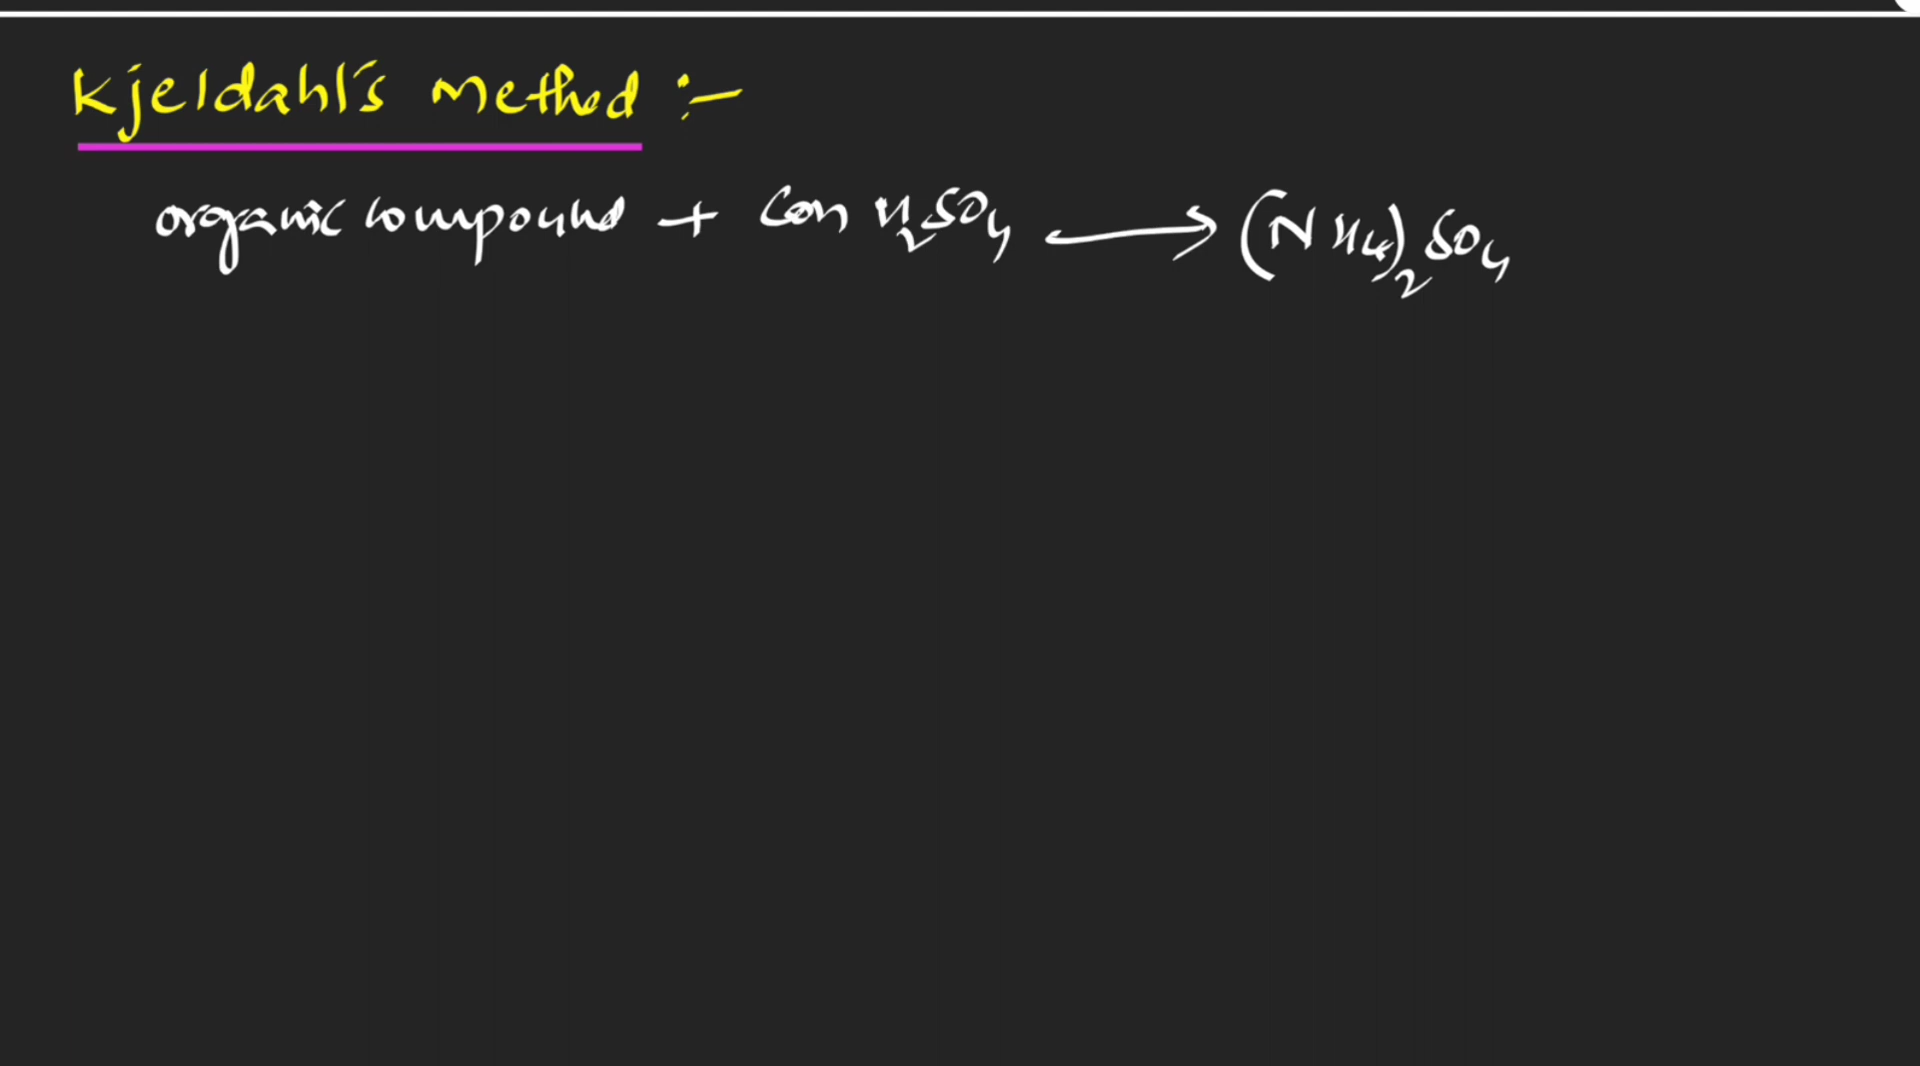 Kjeldahl's Method :-
organic compound + Con H₂SO₄ ⟶ (NH₄)₂SO₄